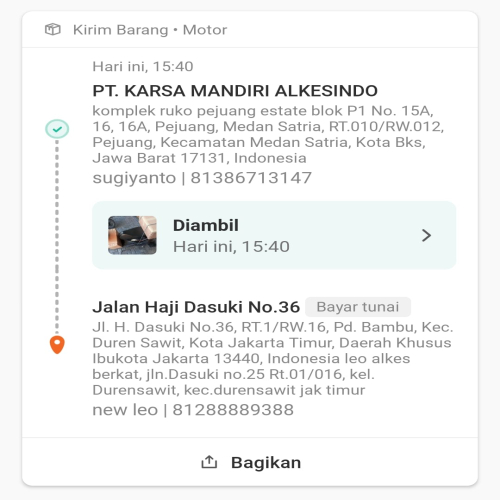 Kirim Barang • Motor
Hari ini, 15:40
PT. KARSA MANDIRI ALKESINDO
komplek ruko pejuang estate blok P1 No. 15A,
16, 16A, Pejuang, Medan Satria, RT.010/RW.012,
Pejuang, Kecamatan Medan Satria, Kota Bks,
Jawa Barat 17131, Indonesia
sugiyanto | 81386713147
Diambil
Hari ini, 15:40
Jalan Haji Dasuki No.36 Bayar tunai
Jl. H. Dasuki No.36, RT.1/RW.16, Pd. Bambu, Kec.
Duren Sawit, Kota Jakarta Timur, Daerah Khusus
Ibukota Jakarta 13440, Indonesia leo alkes
berkat, jln.Dasuki no.25 Rt.01/016, kel.
Durensawit, kec.durensawit jak timur
new leo | 81288889388
Bagikan